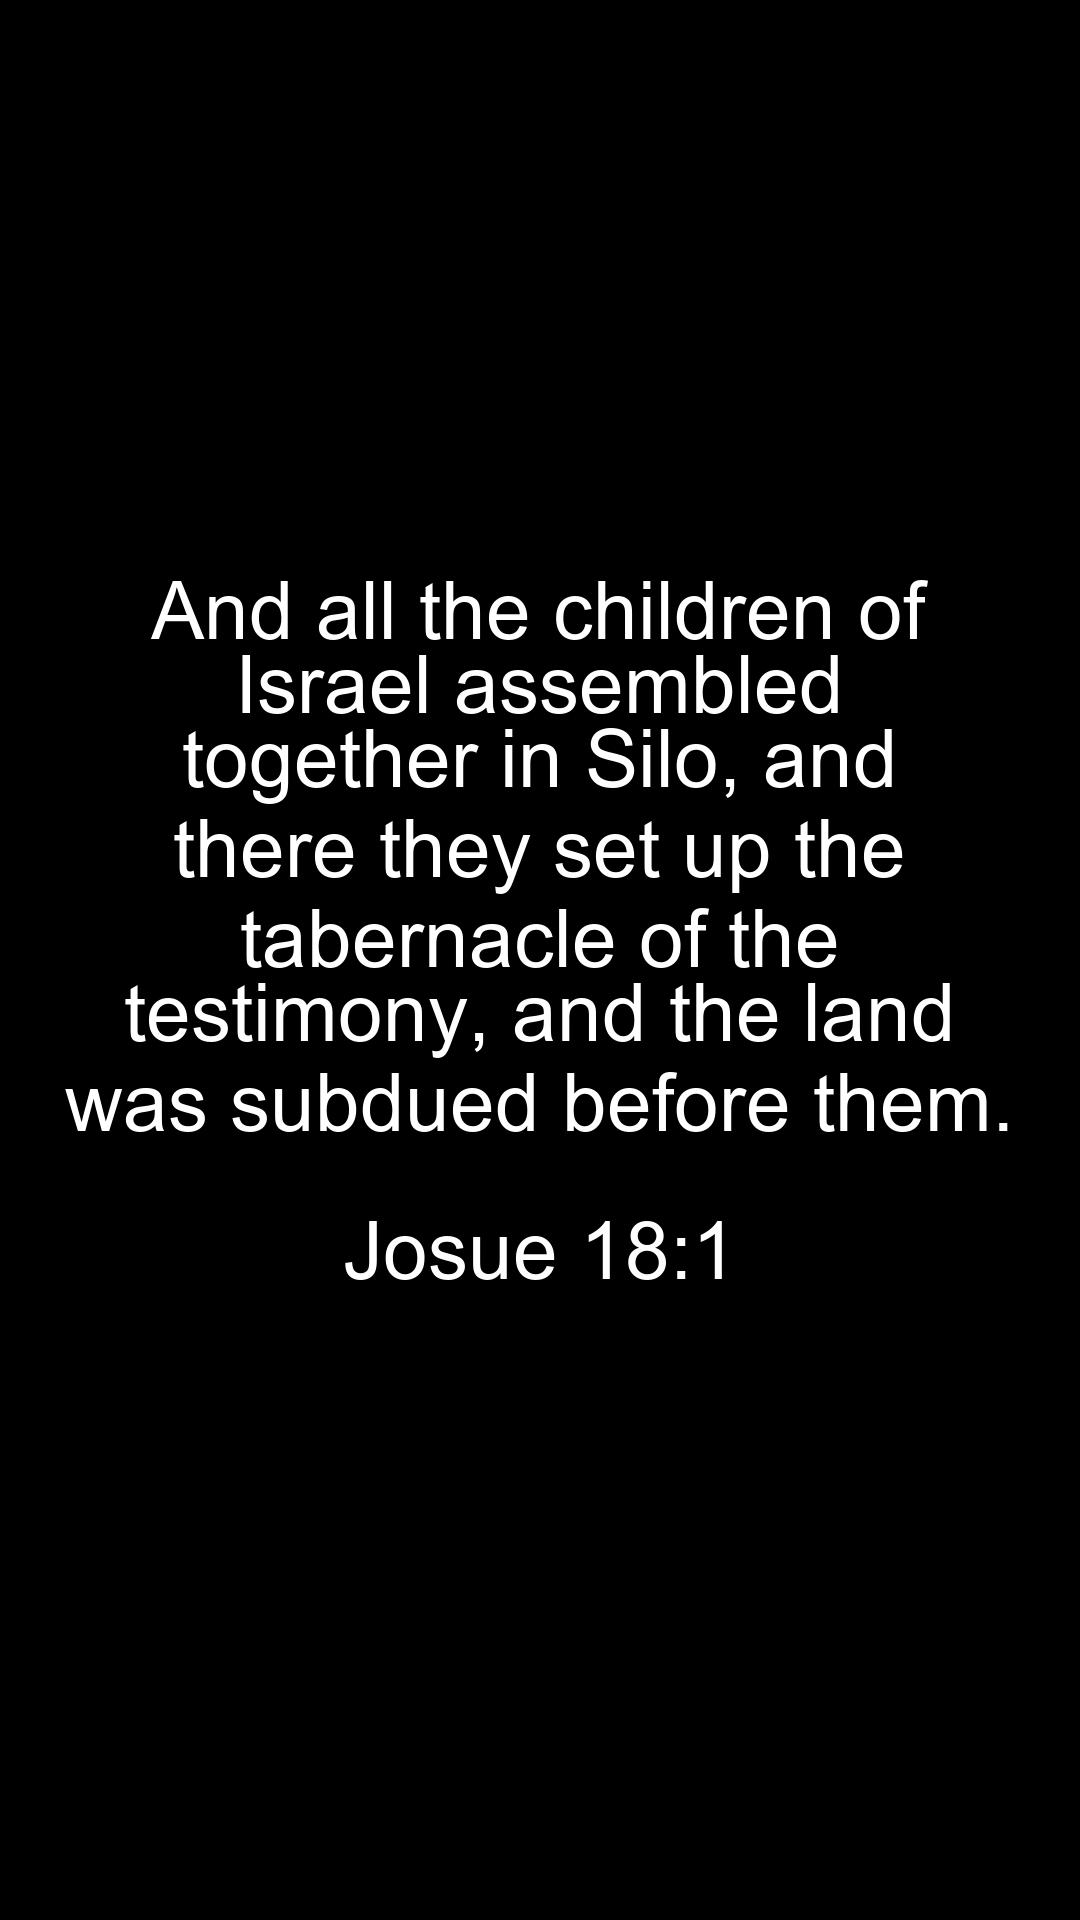 And all the children of
Israel assembled
together in Silo, and
there they set up the
tabernacle of the
testimony, and the land
was subdued before them.
Josue 18:1